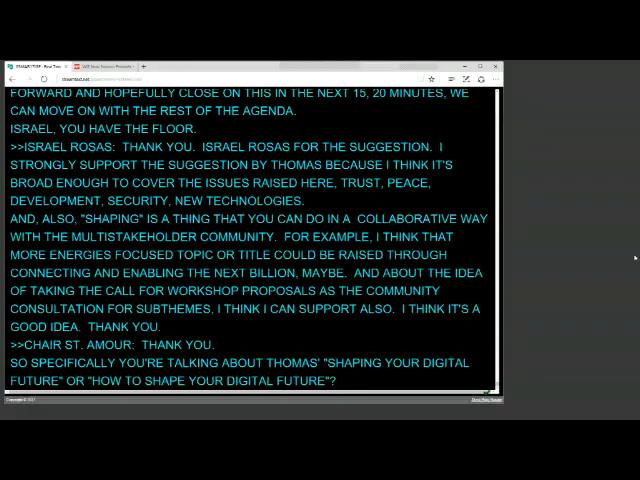 FORWARD AND HOPEFULLY CLOSE ON THIS IN THE NEXT 15, 20 MINUTES, WE
CAN MOVE ON WITH THE REST OF THE AGENDA.
ISRAEL, YOU HAVE THE FLOOR.
>>ISRAEL ROSAS:  THANK YOU.  ISRAEL ROSAS FOR THE SUGGESTION.  I
STRONGLY SUPPORT THE SUGGESTION BY THOMAS BECAUSE I THINK IT'S
BROAD ENOUGH TO COVER THE ISSUES RAISED HERE, TRUST, PEACE,
DEVELOPMENT, SECURITY, NEW TECHNOLOGIES.
AND, ALSO, "SHAPING" IS A THING THAT YOU CAN DO IN A  COLLABORATIVE WAY
WITH THE MULTISTAKEHOLDER COMMUNITY.  FOR EXAMPLE, I THINK THAT
MORE ENERGIES FOCUSED TOPIC OR TITLE COULD BE RAISED THROUGH
CONNECTING AND ENABLING THE NEXT BILLION, MAYBE.  AND ABOUT THE IDEA
OF TAKING THE CALL FOR WORKSHOP PROPOSALS AS THE COMMUNITY
CONSULTATION FOR SUBTHEMES, I THINK I CAN SUPPORT ALSO.  I THINK IT'S A
GOOD IDEA.  THANK YOU.
>>CHAIR ST. AMOUR:  THANK YOU.
SO SPECIFICALLY YOU'RE TALKING ABOUT THOMAS' "SHAPING YOUR DIGITAL
FUTURE" OR "HOW TO SHAPE YOUR DIGITAL FUTURE"?